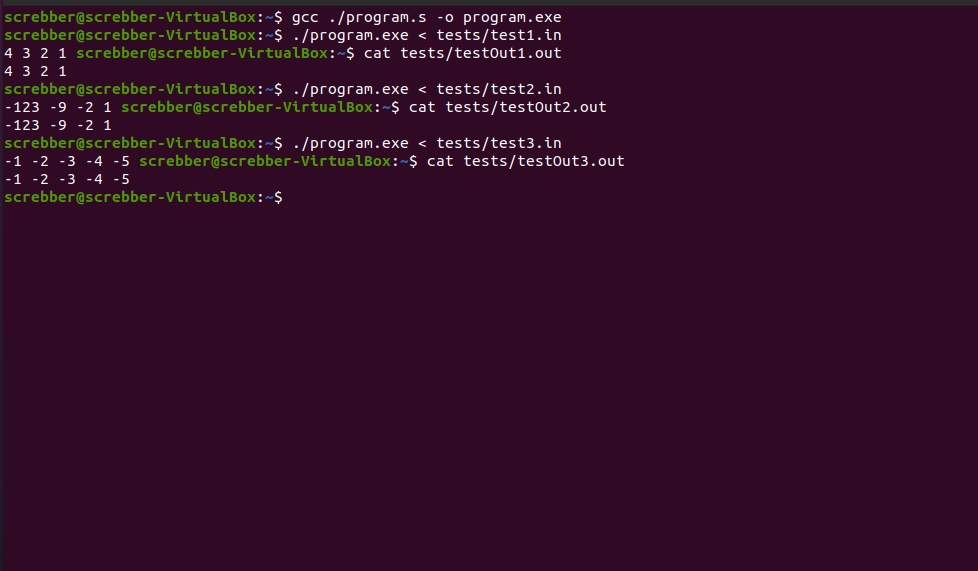 screbber@screbber-VirtualBox:~$ gcc ./program.s -o program.exe
screbber@screbber-VirtualBox:~$ ./program.exe < tests/test1.in
4 3 2 1 screbber@screbber-VirtualBox:~$ cat tests/testOut1.out
4 3 2 1
screbber@screbber-VirtualBox:~$ ./program.exe < tests/test2.in
-123 -9 -2 1 screbber@screbber-VirtualBox:~$ cat tests/testOut2.out
-123 -9 -2 1
screbber@screbber-VirtualBox:~$ ./program.exe < tests/test3.in
-1 -2 -3 -4 -5 screbber@screbber-VirtualBox:~$ cat tests/testOut3.out
-1 -2 -3 -4 -5
screbber@screbber-VirtualBox:~$